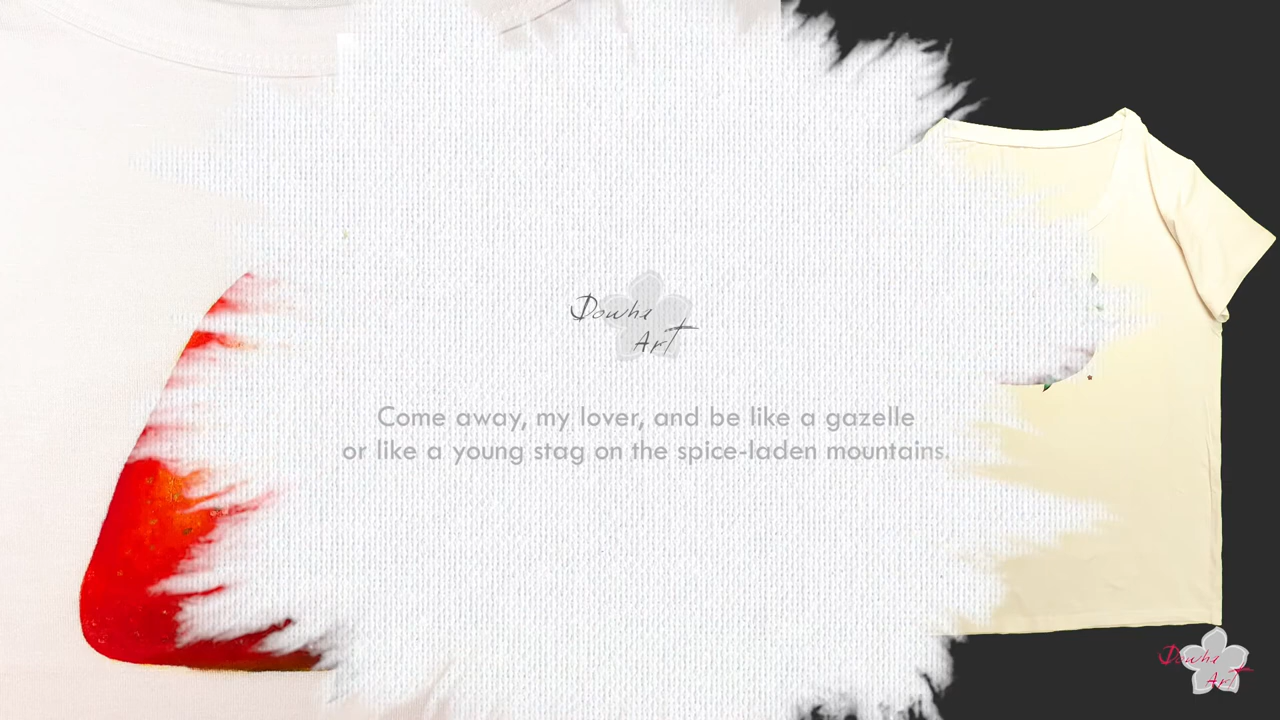 Dowha
Art
Come away, my lover, and be like a gazelle
or like a young stag on the spice-laden mountains.
Dowha
Art